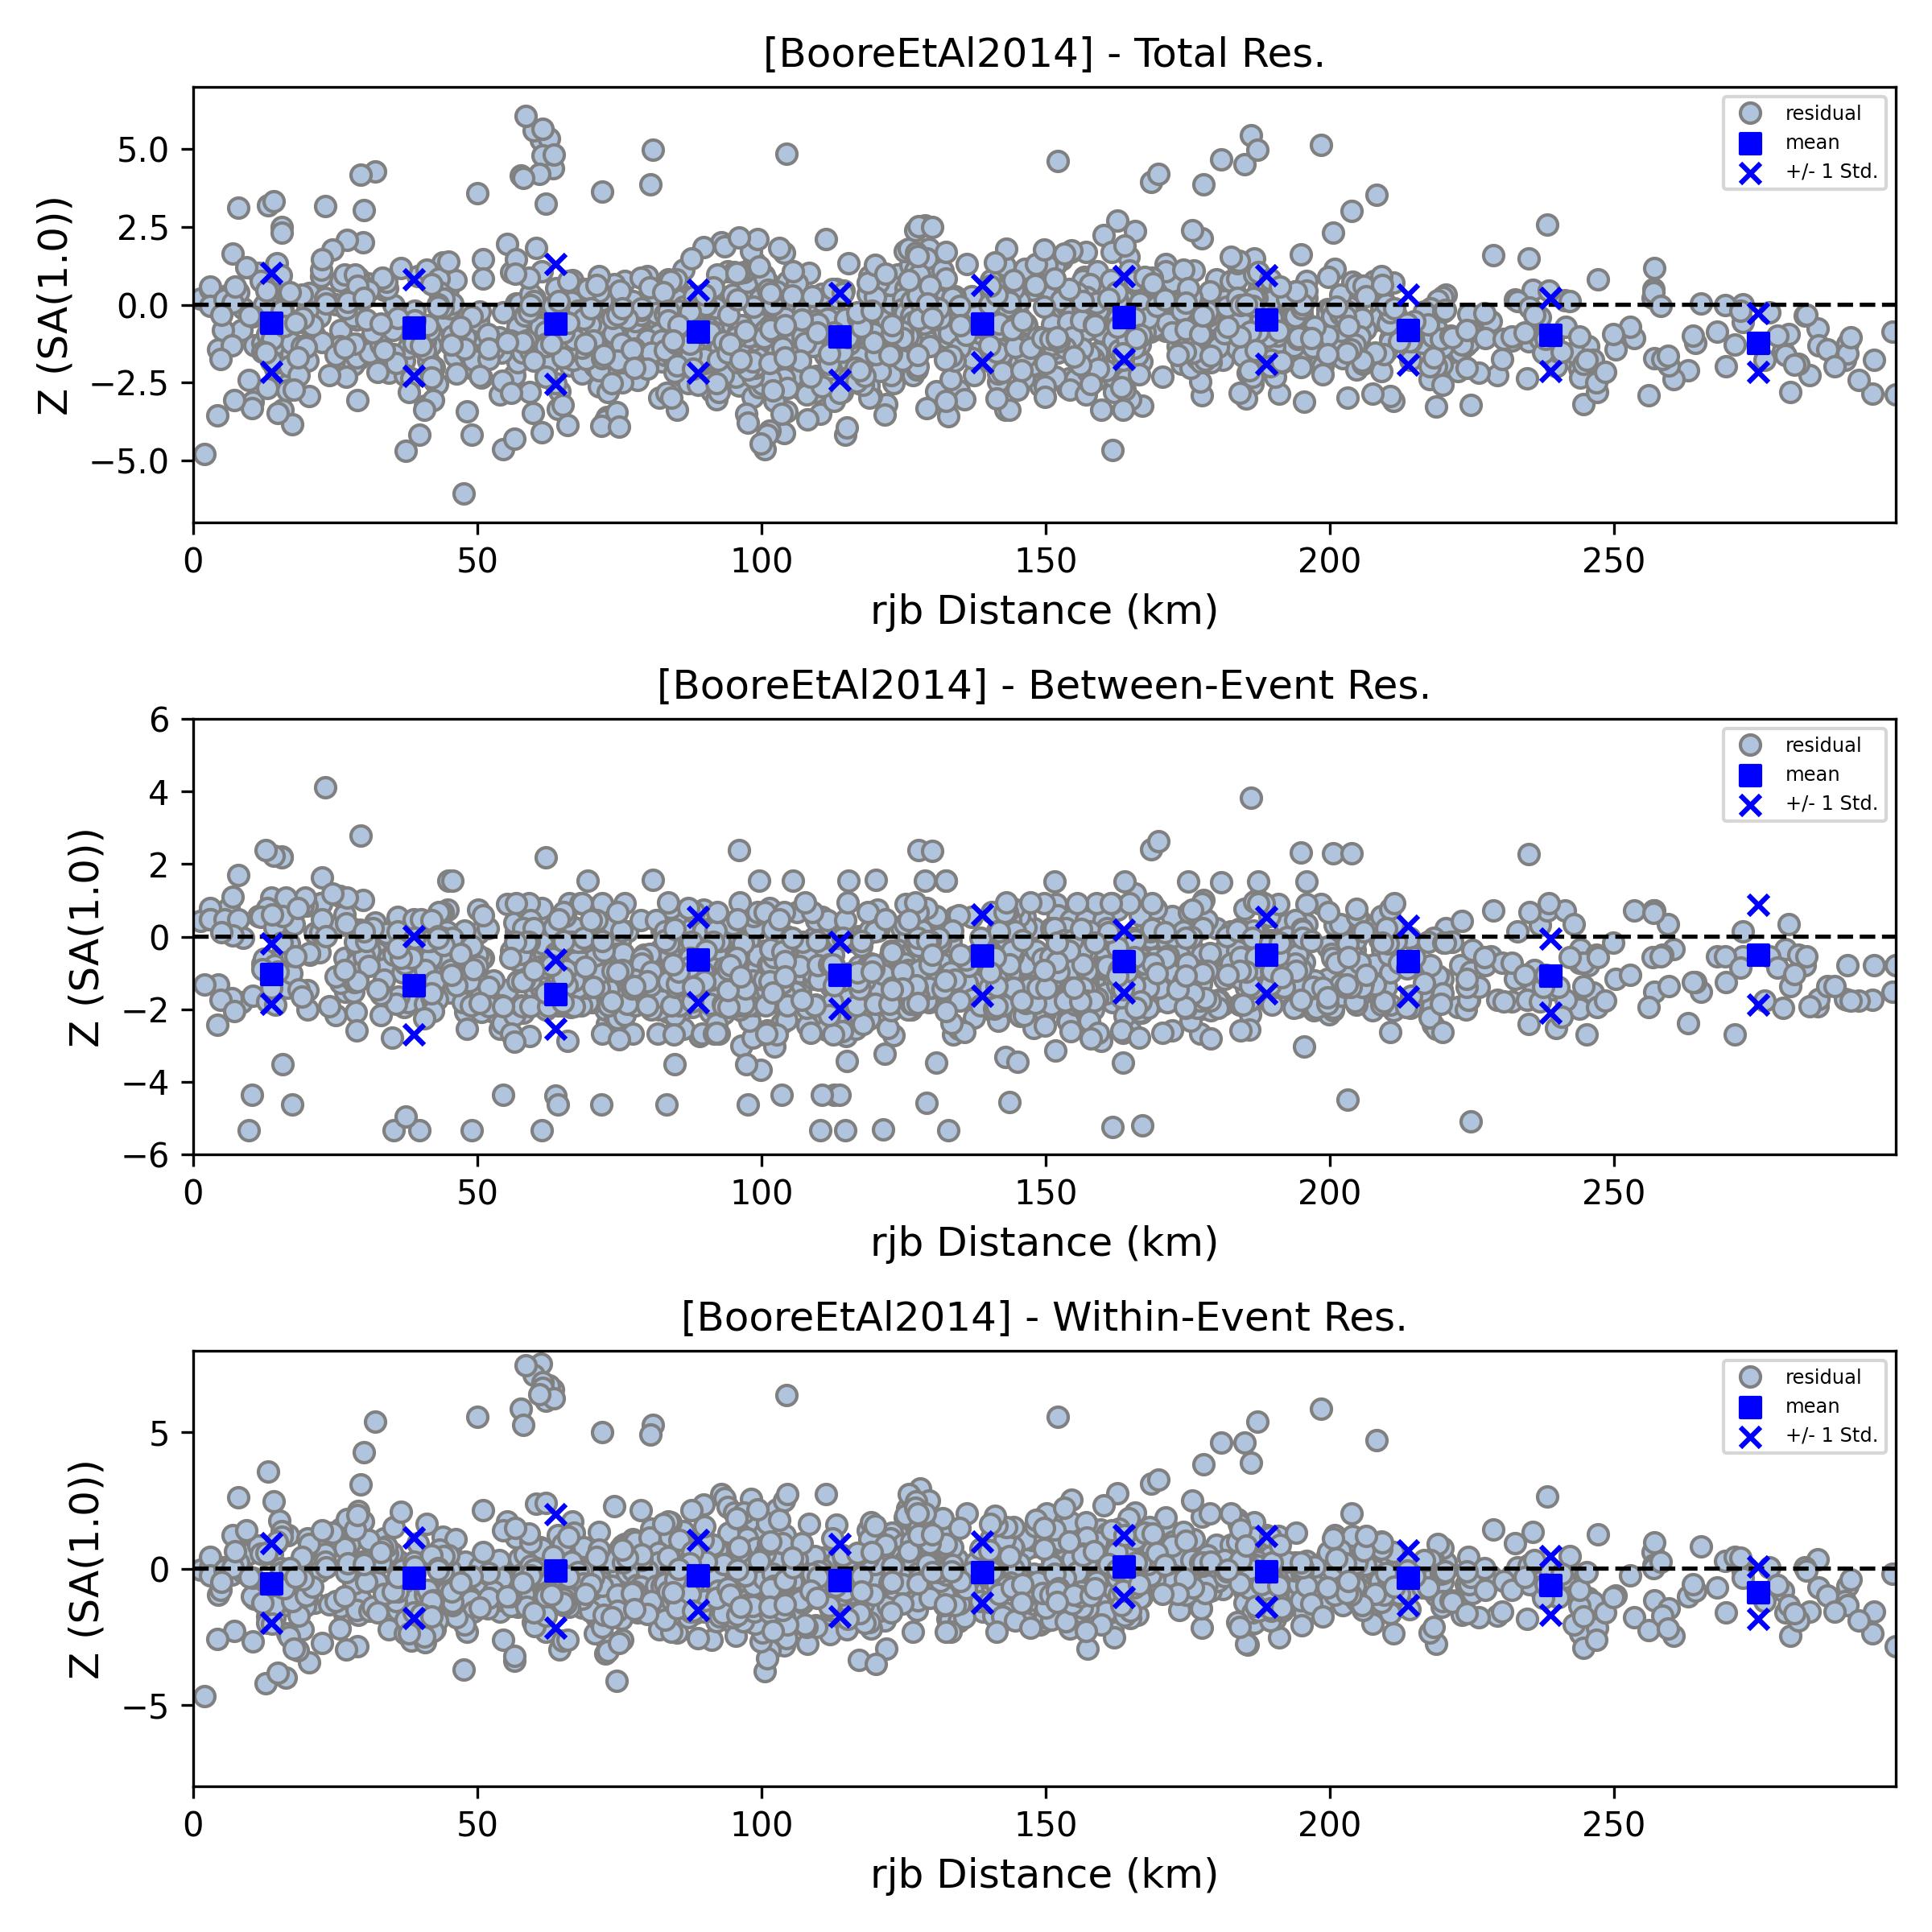 [BooreEtAl2014] - Total Res.
Z (SA(1.0))
5.0
2.5
0.0
−2.5
−5.0
residual
mean
+/- 1 Std.
0 50 100 150 200 250
rjb Distance (km)
[BooreEtAl2014] - Between-Event Res.
Z (SA(1.0))
6
4
2
0
−2
−4
−6
residual
mean
+/- 1 Std.
0 50 100 150 200 250
rjb Distance (km)
[BooreEtAl2014] - Within-Event Res.
Z (SA(1.0))
5
0
−5
residual
mean
+/- 1 Std.
0 50 100 150 200 250
rjb Distance (km)